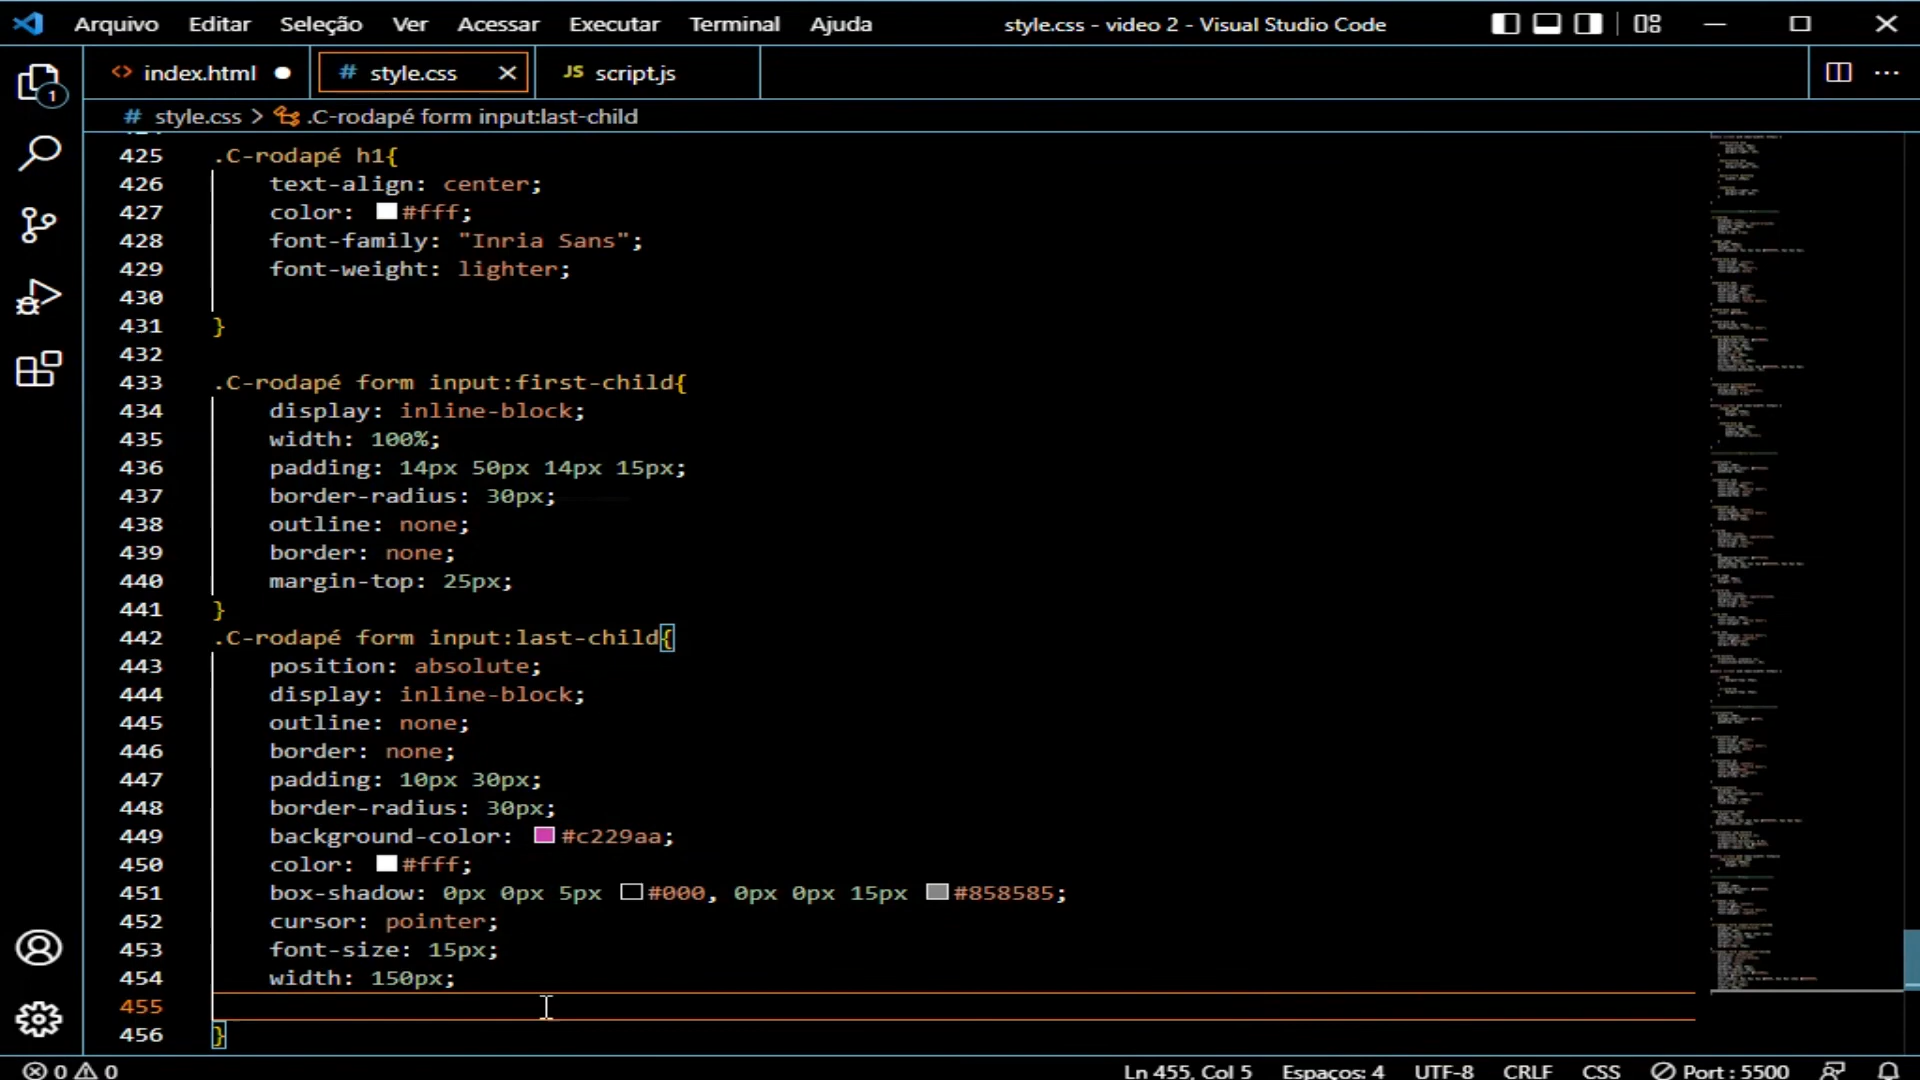 Arquivo Editar Seleção Ver Acessar Executar Terminal Ajuda style.css - video 2 - Visual Studio Code
<> index.html # style.css JS script.js
1
# style.css > .C-rodapé form input:last-child
425 .C-rodapé h1{
426 text-align: center;
427 color: #fff;
428 font-family: "Inria Sans";
429 font-weight: lighter;
430
431 }
432
433 .C-rodapé form input:first-child{
434 display: inline-block;
435 width: 100%;
436 padding: 14px 50px 14px 15px;
437 border-radius: 30px;
438 outline: none;
439 border: none;
440 margin-top: 25px;
441 }
442 .C-rodapé form input:last-child{
443 position: absolute;
444 display: inline-block;
445 outline: none;
446 border: none;
447 padding: 10px 30px;
448 border-radius: 30px;
449 background-color: #c229aa;
450 color: #fff;
451 box-shadow: 0px 0px 5px #000, 0px 0px 15px #858585;
452 cursor: pointer;
453 font-size: 15px;
454 width: 150px;
455
456 }
0 0 Ln 455, Col 5 Espaços: 4 UTF-8 CRLF CSS Port : 5500